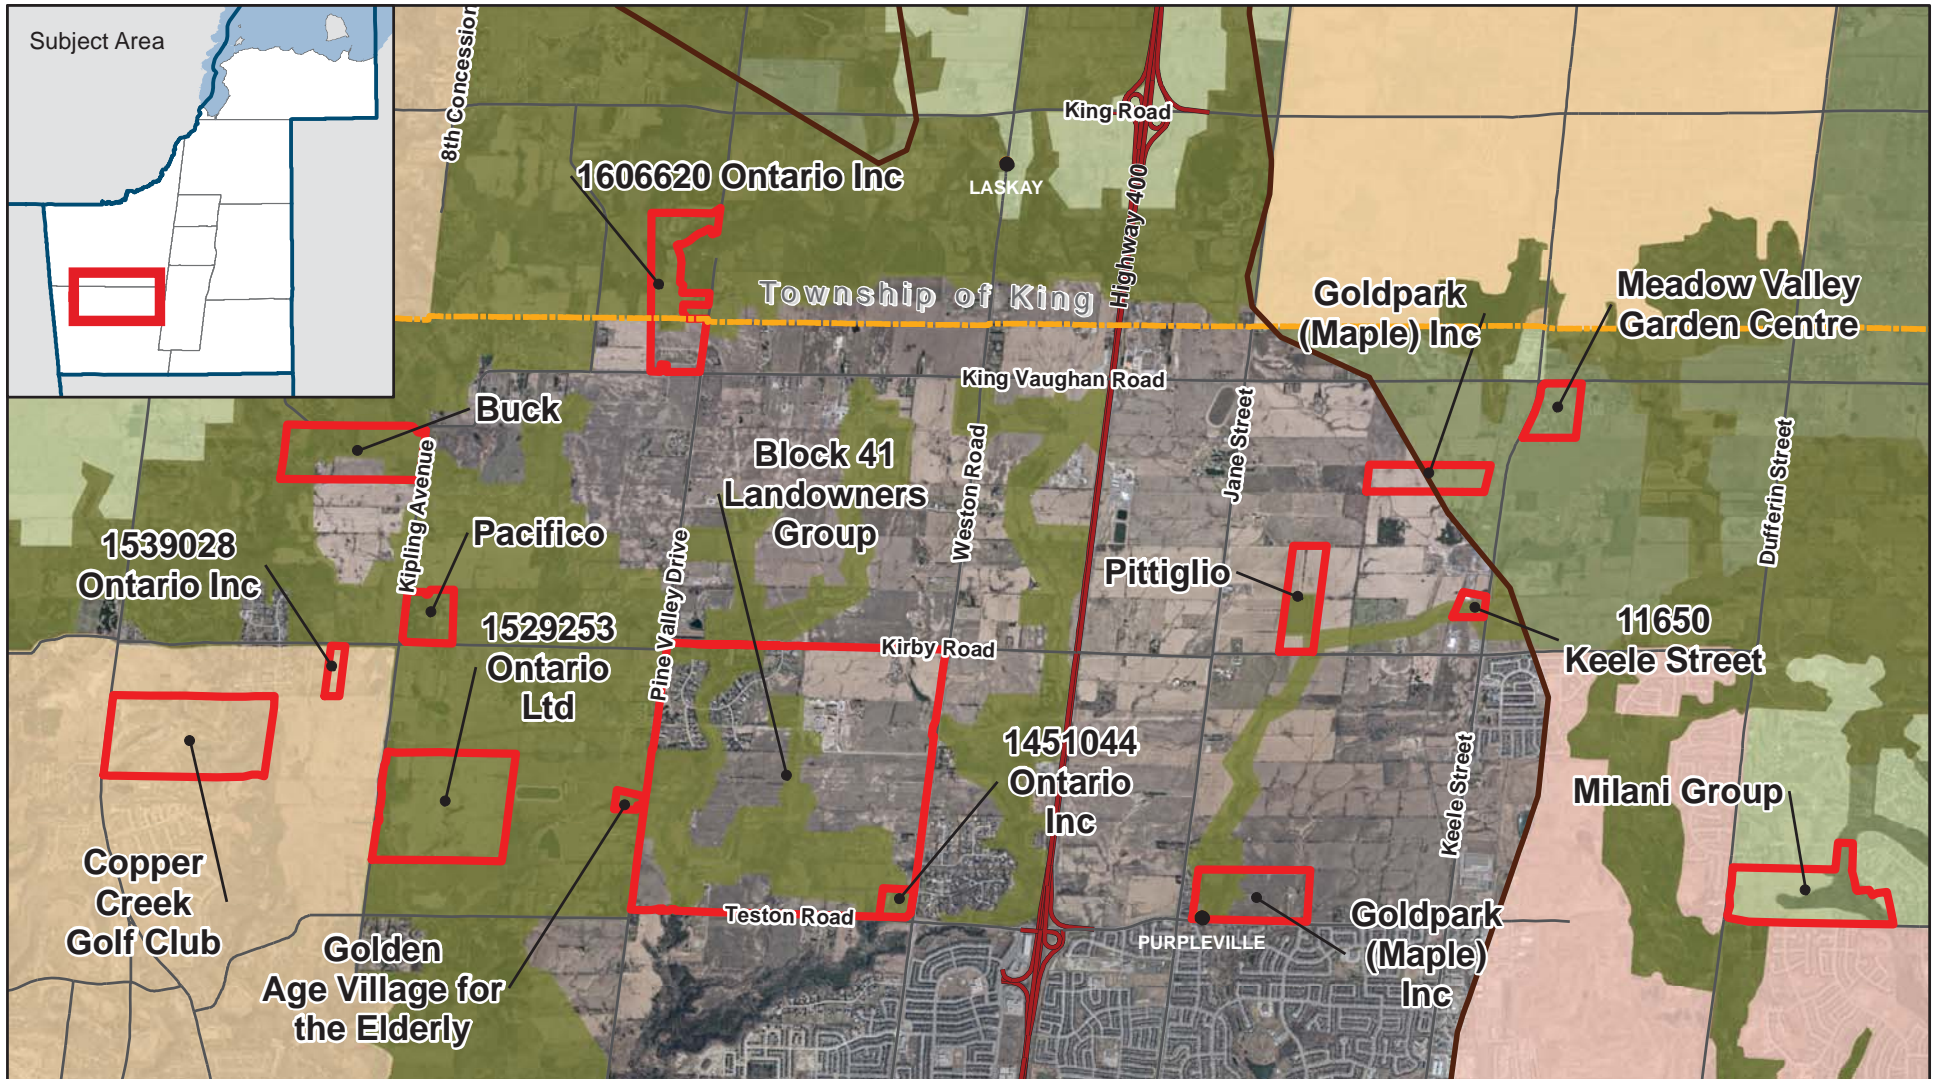 Subject Area
8th Concession
King Road
1606620 Ontario Inc
LASKAY
Highway 400
Township of King
Goldpark
(Maple) Inc
Meadow Valley
Garden Centre
King Vaughan Road
Buck
Kipling Avenue
Block 41
Landowners
Group
Weston Road
Jane Street
Dufferin Street
1539028
Ontario Inc
Pacifico
Pine Valley Drive
Pittiglio
1529253
Ontario
Ltd
Kirby Road
11650
Keele Street
1451044
Ontario
Inc
Keele Street
Milani Group
Copper
Creek
Golf Club
Teston Road
Golden
Age Village for
the Elderly
PURPLEVILLE
Goldpark
(Maple)
Inc